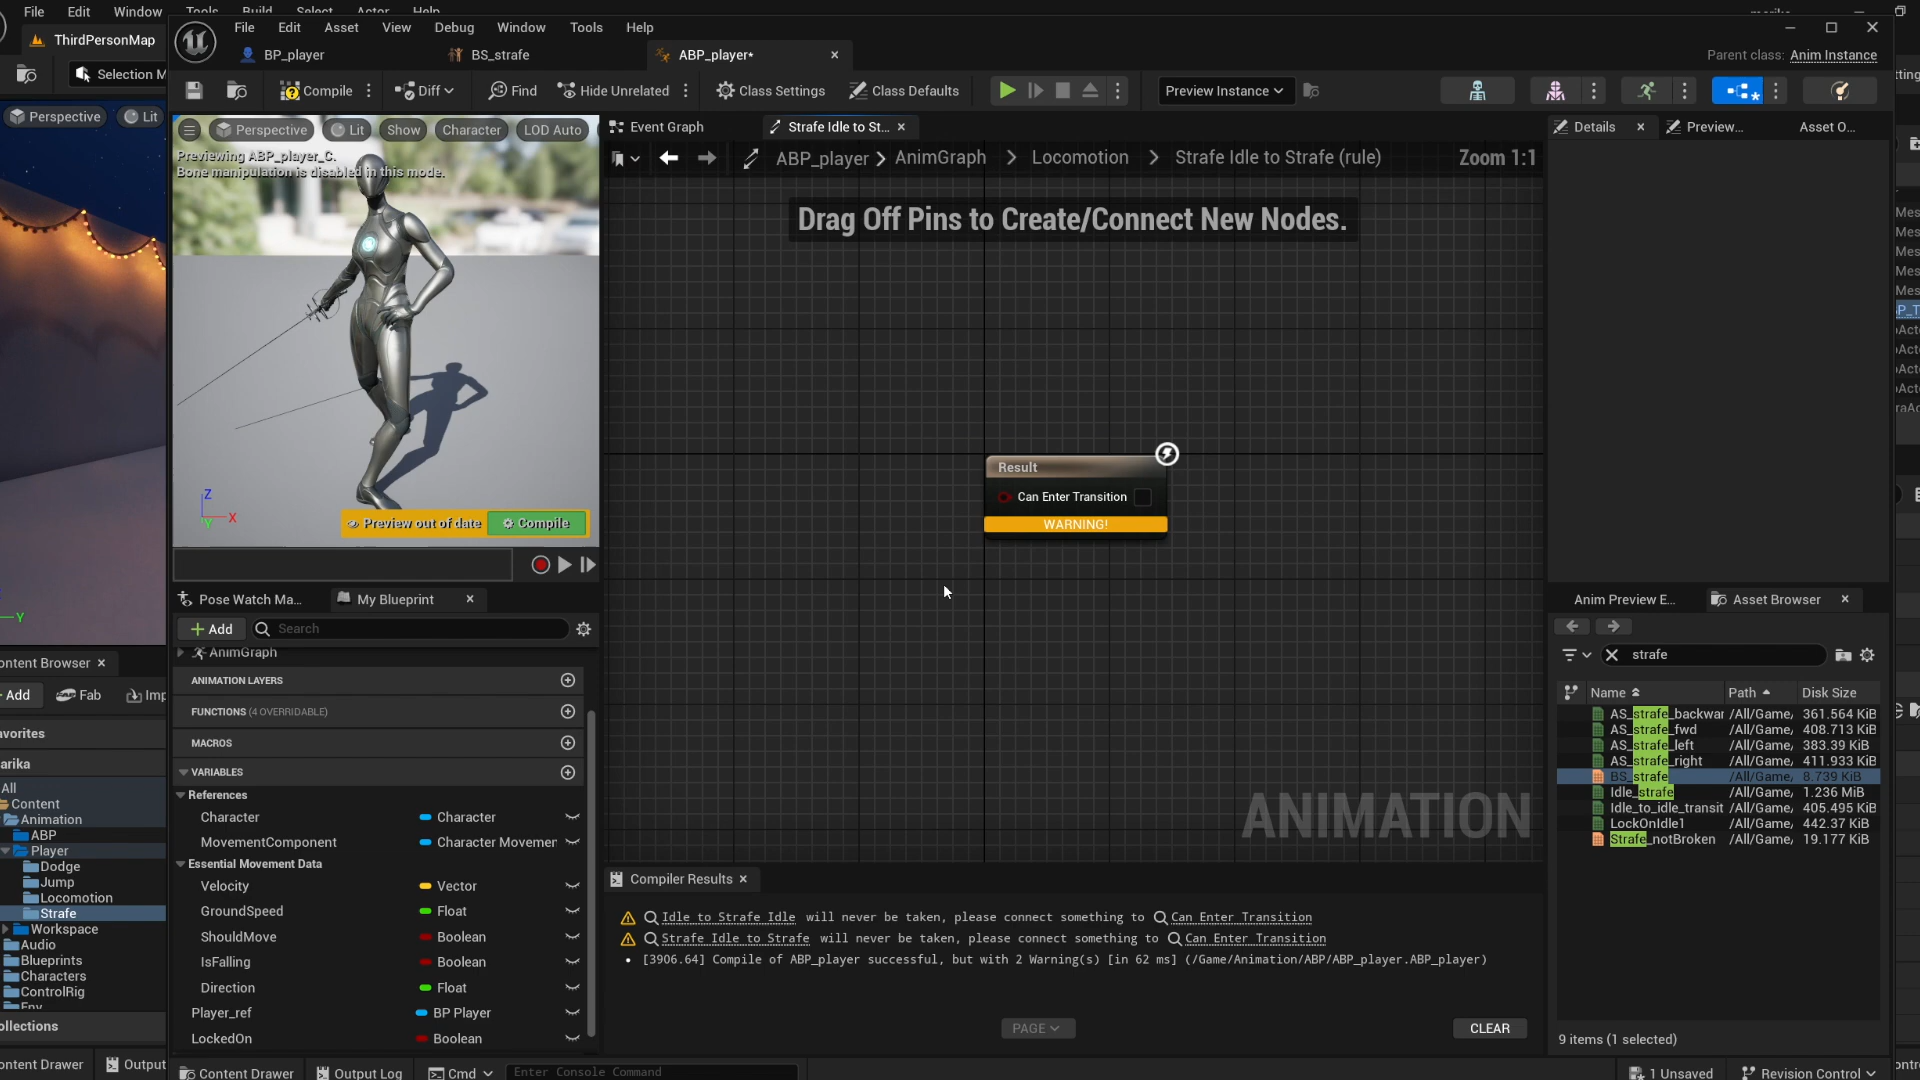 File Edit Window Tools Build Select Actor Help
ThirdPersonMap
Selection M
Perspective Lit
File Edit Asset View Debug Window Tools Help
BP_player BS_strafe ABP_player*
Parent class: Anim Instance
Compile Diff Find Hide Unrelated Class Settings Class Defaults Preview Instance
Perspective Lit Show Character LOD Auto
Previewing ABP_player_C.
Bone manipulation is disabled in this mode.
Z
X
Y
Preview out of date Compile
Event Graph Strafe Idle to St...
ABP_player > AnimGraph > Locomotion > Strafe Idle to Strafe (rule) Zoom 1:1
Drag Off Pins to Create/Connect New Nodes.
Result
Can Enter Transition
WARNING!
ANIMATION
Details Preview... Asset O...
Pose Watch Ma... My Blueprint
Add Search
AnimGraph
ANIMATION LAYERS
FUNCTIONS (4 OVERRIDABLE)
MACROS
VARIABLES
References
Character Character
MovementComponent Character Movemen
Essential Movement Data
Velocity Vector
GroundSpeed Float
ShouldMove Boolean
IsFalling Boolean
Direction Float
Player_ref BP Player
LockedOn Boolean
Compiler Results
Idle to Strafe Idle will never be taken, please connect something to Can Enter Transition
Strafe Idle to Strafe will never be taken, please connect something to Can Enter Transition
• [3906.64] Compile of ABP_player successful, but with 2 Warning(s) [in 62 ms] (/Game/Animation/ABP/ABP_player.ABP_player)
PAGE CLEAR
Anim Preview E... Asset Browser
strafe
Name Path Disk Size
AS_strafe_backwar /All/Game, 361.564 KiB
AS_strafe_fwd /All/Game, 408.713 KiB
AS_strafe_left /All/Game, 383.39 KiB
AS_strafe_right /All/Game, 411.933 KiB
BS_strafe /All/Game, 8.739 KiB
Idle_strafe /All/Game, 1.236 MiB
Idle_to_idle_transit /All/Game, 405.495 KiB
LockOnIdle1 /All/Game, 442.37 KiB
Strafe_notBroken /All/Game, 19.177 KiB
9 items (1 selected)
Content Drawer Output Log Cmd Enter Console Command
1 Unsaved Revision Control
Y
ontent Browser
Add Fab Imp
avorites
arika
All
Content
Animation
ABP
Player
Dodge
Jump
Locomotion
Strafe
Workspace
Audio
Blueprints
Characters
ControlRig
Env
ollections
ontent Drawer Output
tting
Mes
Mes
Mes
Mes
Mes
P_T
Act
Act
Act
Act
raAc